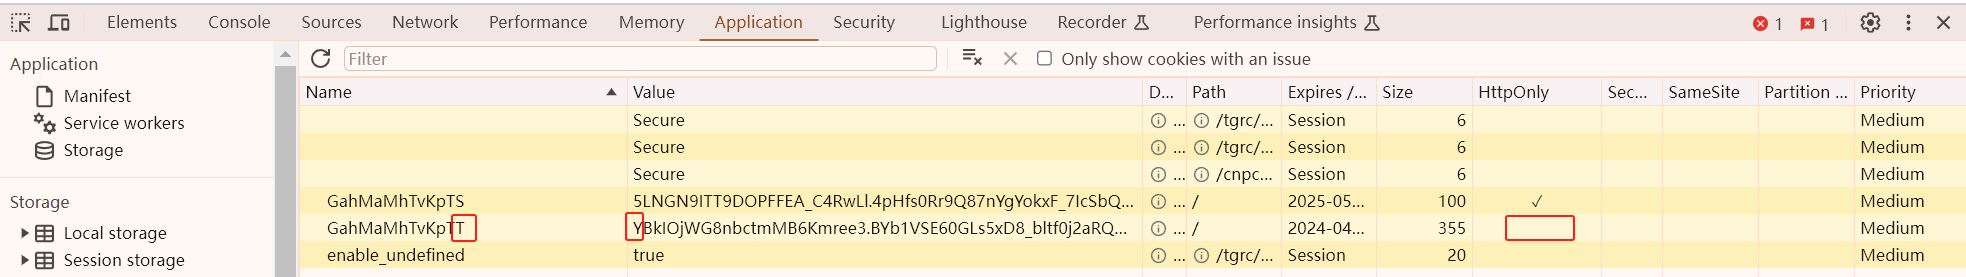 Elements Console Sources Network Performance Memory Application Security Lighthouse Recorder Performance insights 1 1
Application
Manifest
Service workers
Storage
Storage
Local storage
Session storage
Filter Only show cookies with an issue
Name Value D... Path Expires /... Size HttpOnly Sec... SameSite Partition ... Priority
Secure ... /tgrc/... Session 6 Medium
Secure ... /tgrc/... Session 6 Medium
Secure ... /cnpc... Session 6 Medium
GahMaMhTvKpTS 5LNGN9ITT9DOPFFEA_C4RwLl.4pHfs0Rr9Q87nYgYokxF_7IcSbQ... / 2025-05... 100 ✓ Medium
GahMaMhTvKpTT YBkIOjWG8nbctmMB6Kmree3.BYb1VSE60GLs5xD8_bltf0j2aRQ... / 2024-04... 355 Medium
enable_undefined true ... /tgrc/... Session 20 Medium